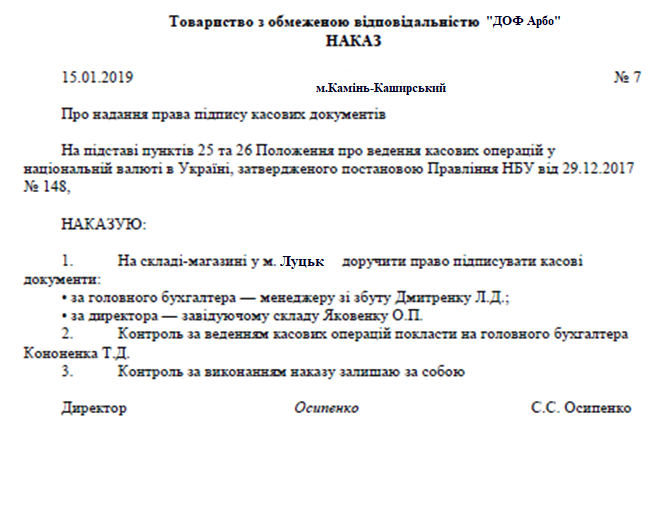 Товариство з обмеженою відповідальністю "ДОФ Арбо"
НАКАЗ
15.01.2019 м.Камінь-Каширський № 7
Про надання права підпису касових документів
На підставі пунктів 25 та 26 Положення про ведення касових операцій у
національній валюті в Україні, затвердженого постановою Правління НБУ від 29.12.2017
№ 148,
НАКАЗУЮ:
1. На складі-магазині у м. Луцьк доручити право підписувати касові
документи:
• за головного бухгалтера — менеджеру зі збуту Дмитренку Л.Д.;
• за директора — завідуючому складу Яковенку О.П.
2. Контроль за веденням касових операцій покласти на головного бухгалтера
Кононенка Т.Д.
3. Контроль за виконанням наказу залишаю за собою
Директор Осипенко С.С. Осипенко